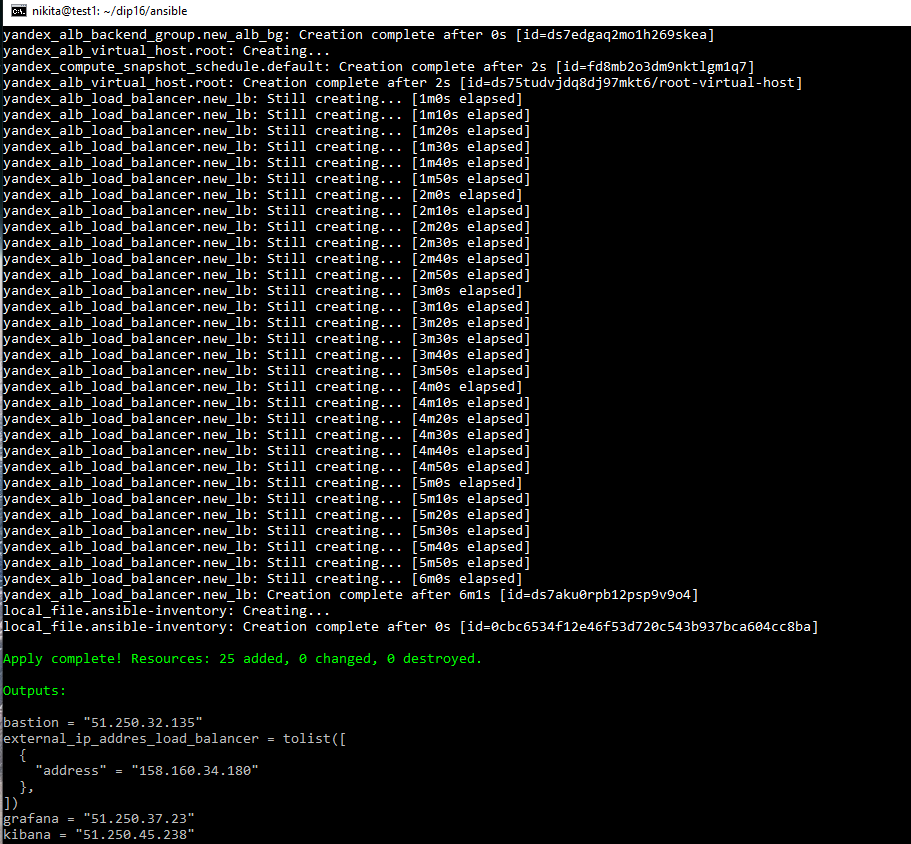 nikita@test1: ~/dip16/ansible
yandex_alb_backend_group.new_alb_bg: Creation complete after 0s [id=ds7edgaq2mo1h269skea]
yandex_alb_virtual_host.root: Creating...
yandex_compute_snapshot_schedule.default: Creation complete after 2s [id=fd8mb2o3dm9nktlgm1q7]
yandex_alb_virtual_host.root: Creation complete after 2s [id=ds75tudvjdq8dj97mkt6/root-virtual-host]
yandex_alb_load_balancer.new_lb: Still creating... [1m0s elapsed]
yandex_alb_load_balancer.new_lb: Still creating... [1m10s elapsed]
yandex_alb_load_balancer.new_lb: Still creating... [1m20s elapsed]
yandex_alb_load_balancer.new_lb: Still creating... [1m30s elapsed]
yandex_alb_load_balancer.new_lb: Still creating... [1m40s elapsed]
yandex_alb_load_balancer.new_lb: Still creating... [1m50s elapsed]
yandex_alb_load_balancer.new_lb: Still creating... [2m0s elapsed]
yandex_alb_load_balancer.new_lb: Still creating... [2m10s elapsed]
yandex_alb_load_balancer.new_lb: Still creating... [2m20s elapsed]
yandex_alb_load_balancer.new_lb: Still creating... [2m30s elapsed]
yandex_alb_load_balancer.new_lb: Still creating... [2m40s elapsed]
yandex_alb_load_balancer.new_lb: Still creating... [2m50s elapsed]
yandex_alb_load_balancer.new_lb: Still creating... [3m0s elapsed]
yandex_alb_load_balancer.new_lb: Still creating... [3m10s elapsed]
yandex_alb_load_balancer.new_lb: Still creating... [3m20s elapsed]
yandex_alb_load_balancer.new_lb: Still creating... [3m30s elapsed]
yandex_alb_load_balancer.new_lb: Still creating... [3m40s elapsed]
yandex_alb_load_balancer.new_lb: Still creating... [3m50s elapsed]
yandex_alb_load_balancer.new_lb: Still creating... [4m0s elapsed]
yandex_alb_load_balancer.new_lb: Still creating... [4m10s elapsed]
yandex_alb_load_balancer.new_lb: Still creating... [4m20s elapsed]
yandex_alb_load_balancer.new_lb: Still creating... [4m30s elapsed]
yandex_alb_load_balancer.new_lb: Still creating... [4m40s elapsed]
yandex_alb_load_balancer.new_lb: Still creating... [4m50s elapsed]
yandex_alb_load_balancer.new_lb: Still creating... [5m0s elapsed]
yandex_alb_load_balancer.new_lb: Still creating... [5m10s elapsed]
yandex_alb_load_balancer.new_lb: Still creating... [5m20s elapsed]
yandex_alb_load_balancer.new_lb: Still creating... [5m30s elapsed]
yandex_alb_load_balancer.new_lb: Still creating... [5m40s elapsed]
yandex_alb_load_balancer.new_lb: Still creating... [5m50s elapsed]
yandex_alb_load_balancer.new_lb: Still creating... [6m0s elapsed]
yandex_alb_load_balancer.new_lb: Creation complete after 6m1s [id=ds7aku0rpb12psp9v9o4]
local_file.ansible-inventory: Creating...
local_file.ansible-inventory: Creation complete after 0s [id=0cbc6534f12e46f53d720c543b937bca604cc8ba]
Apply complete! Resources: 25 added, 0 changed, 0 destroyed.
Outputs:
bastion = "51.250.32.135"
external_ip_addres_load_balancer = tolist([
  {
    "address" = "158.160.34.180"
  },
])
grafana = "51.250.37.23"
kibana = "51.250.45.238"